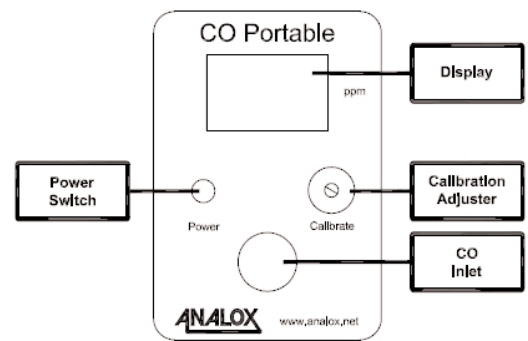 CO Portable
ppm
Display
Power
Switch
Power
Calibrate
Calibration
Adjuster
CO
Inlet
ANALOX
www.analox.net